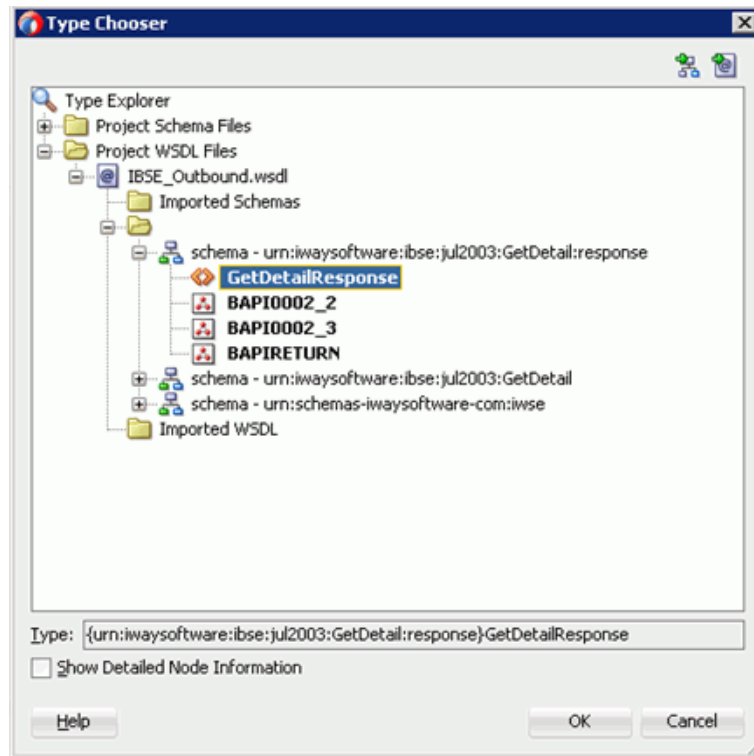 Type Chooser
Type Explorer
Project Schema Files
Project WSDL Files
IBSE_Outbound.wsdl
Imported Schemas
schema - urn:iwaysoftware:ibse:jul2003:GetDetail:response
GetDetailResponse
BAPI0002_2
BAPI0002_3
BAPIRETURN
schema - urn:iwaysoftware:ibse:jul2003:GetDetail
schema - urn:schemas-iwaysoftware-com:iwse
Imported WSDL
Type: {urn:iwaysoftware:ibse:jul2003:GetDetail:response}GetDetailResponse
Show Detailed Node Information
Help OK Cancel